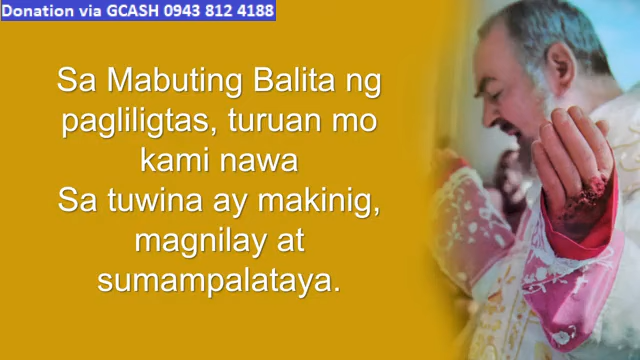 Donation via GCASH 0943 812 4188
Sa Mabuting Balita ng
pagliligtas, turuan mo
kami nawa
Sa tuwina ay makinig,
magnilay at
sumampalataya.